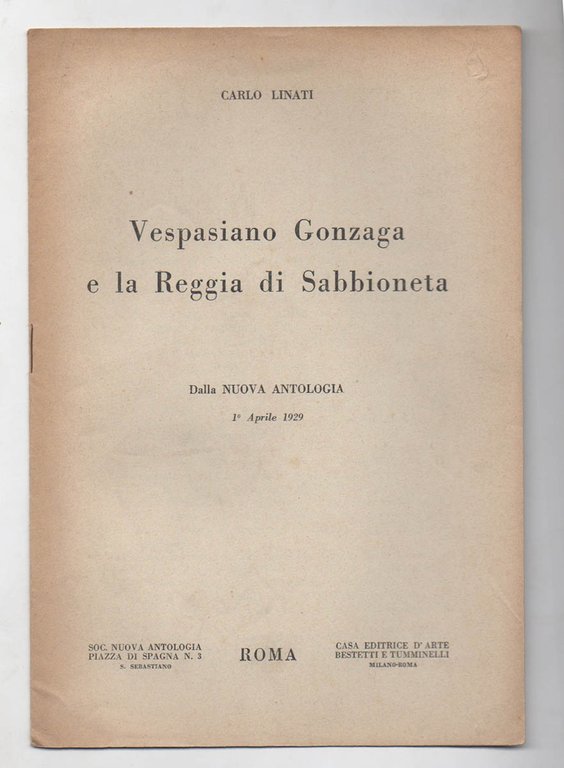 CARLO LINATI
Vespasiano Gonzaga
e la Reggia di Sabbioneta
Dalla NUOVA ANTOLOGIA
1° Aprile 1929
SOC. NUOVA ANTOLOGIA
PIAZZA DI SPAGNA N. 3
S. SEBASTIANO
ROMA
CASA EDITRICE D'ARTE
BESTETTI E TUMMINELLI
MILANO-ROMA